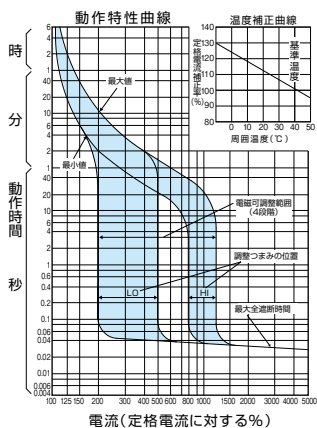 動作特性曲線
時
分
動作時間
秒
6
4
2
1
40
20
10
6
4
2
1
40
20
10
6
4
2
1
0.6
0.4
0.2
0.1
0.06
0.04
0.02
0.01
0.006
0.004
最大値
最小値
LO
HI
電磁可調整範囲
(4段階)
調整つまみの位置
最大全遮断時間
100 125 150 200 300 400 500 600 800 1000 1500 2000 3000 4000 5000
電流(定格電流に対する%)
温度補正曲線
定格電流補正率(%)
140
130
120
110
100
90
80
基準温度
0 10 20 30 40 50
周囲温度(℃)